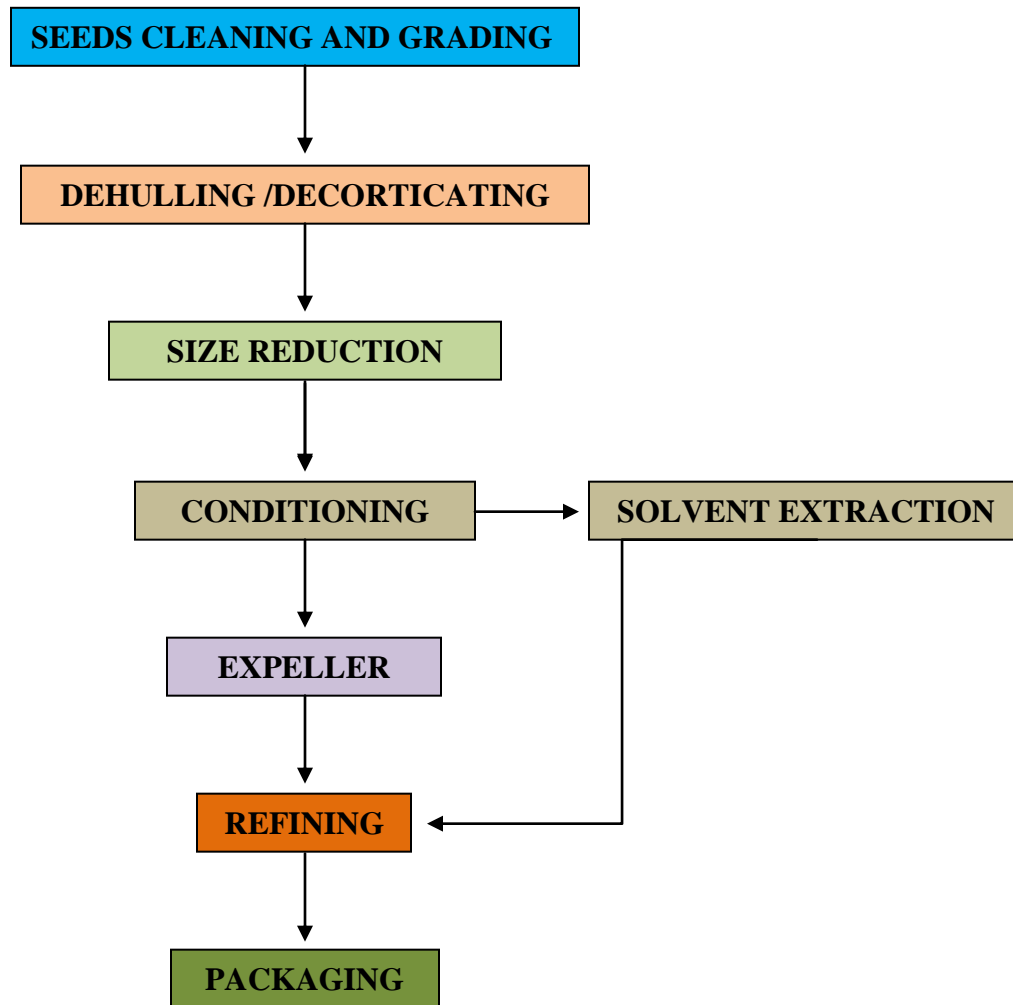 SEEDS CLEANING AND GRADING
DEHULLING /DECORTICATING
SIZE REDUCTION
CONDITIONING
SOLVENT EXTRACTION
EXPELLER
REFINING
PACKAGING